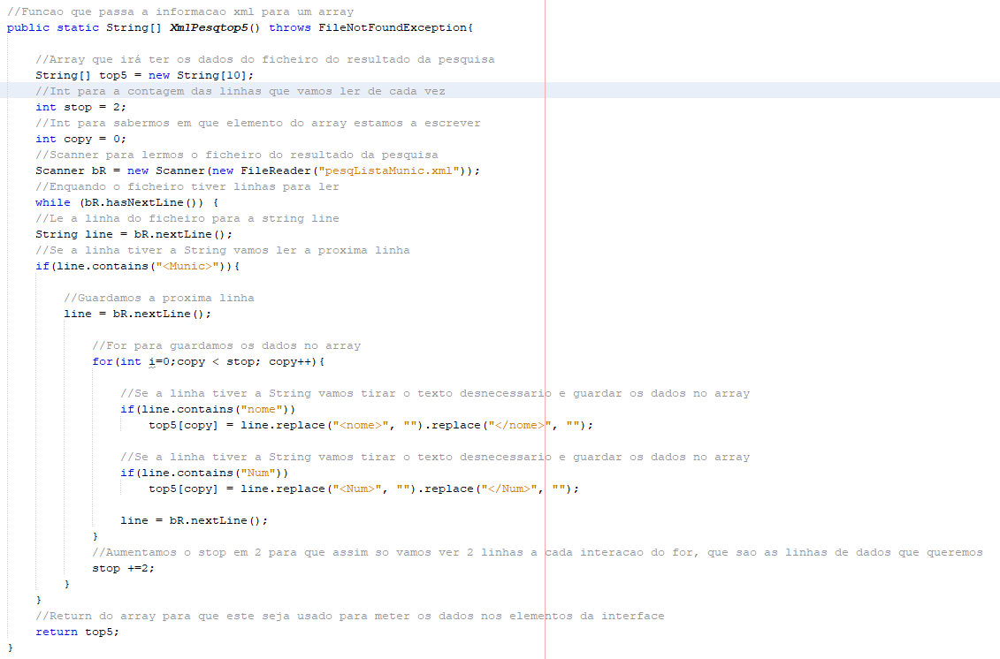 //Funcao que passa a informacao xml para um array
public static String[] XmlPesqtop5() throws FileNotFoundException{
//Array que irá ter os dados do ficheiro do resultado da pesquisa
String[] top5 = new String[10];
//Int para a contagem das linhas que vamos ler de cada vez
int stop = 2;
//Int para sabermos em que elemento do array estamos a escrever
int copy = 0;
//Scanner para lermos o ficheiro do resultado da pesquisa
Scanner bR = new Scanner(new FileReader("pesqListaMunic.xml"));
//Enquando o ficheiro tiver linhas para ler
while (bR.hasNextLine()) {
//Le a linha do ficheiro para a string line
String line = bR.nextLine();
//Se a linha tiver a String vamos ler a proxima linha
if(line.contains("<Munic>")){
//Guardamos a proxima linha
line = bR.nextLine();
//For para guardamos os dados no array
for(int i=0;copy < stop; copy++){
//Se a linha tiver a String vamos tirar o texto desnecessario e guardar os dados no array
if(line.contains("nome"))
top5[copy] = line.replace("<nome>", "").replace("</nome>", "");
//Se a linha tiver a String vamos tirar o texto desnecessario e guardar os dados no array
if(line.contains("Num"))
top5[copy] = line.replace("<Num>", "").replace("</Num>", "");
line = bR.nextLine();
}
//Aumentamos o stop em 2 para que assim so vamos ver 2 linhas a cada interacao do for, que sao as linhas de dados que queremos
stop +=2;
}
}
//Return do array para que este seja usado para meter os dados nos elementos da interface
return top5;
}